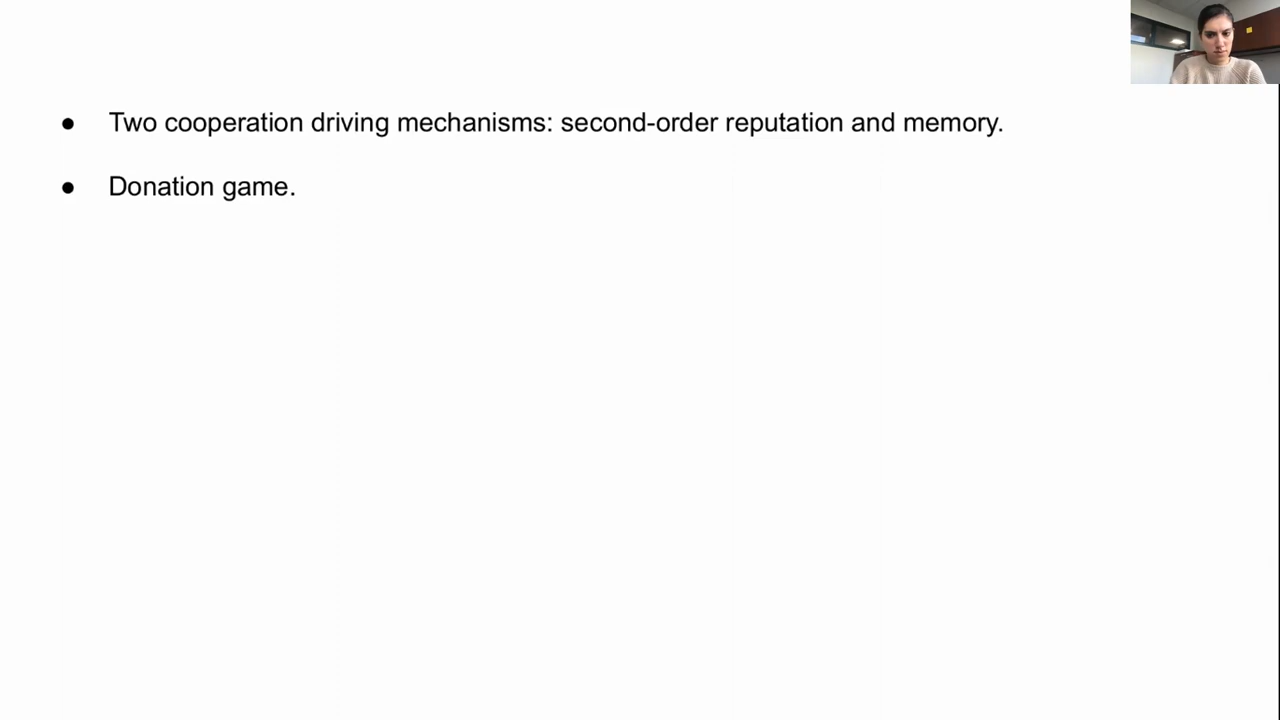 ● Two cooperation driving mechanisms: second-order reputation and memory.
● Donation game.